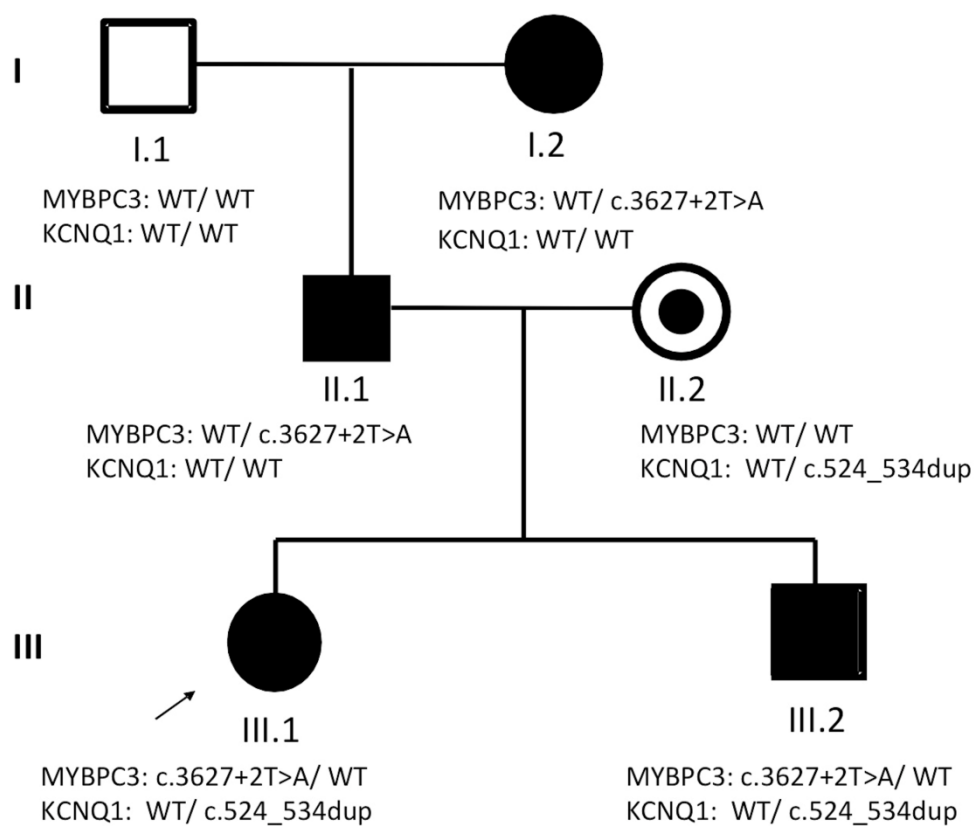 I
I.1
I.2
MYBPC3: WT/ WT
KCNQ1: WT/ WT
MYBPC3: WT/ c.3627+2T>A
KCNQ1: WT/ WT
II
II.1
II.2
MYBPC3: WT/ c.3627+2T>A
KCNQ1: WT/ WT
MYBPC3: WT/ WT
KCNQ1: WT/ c.524_534dup
III
III.1
III.2
MYBPC3: c.3627+2T>A/ WT
KCNQ1: WT/ c.524_534dup
MYBPC3: c.3627+2T>A/ WT
KCNQ1: WT/ c.524_534dup